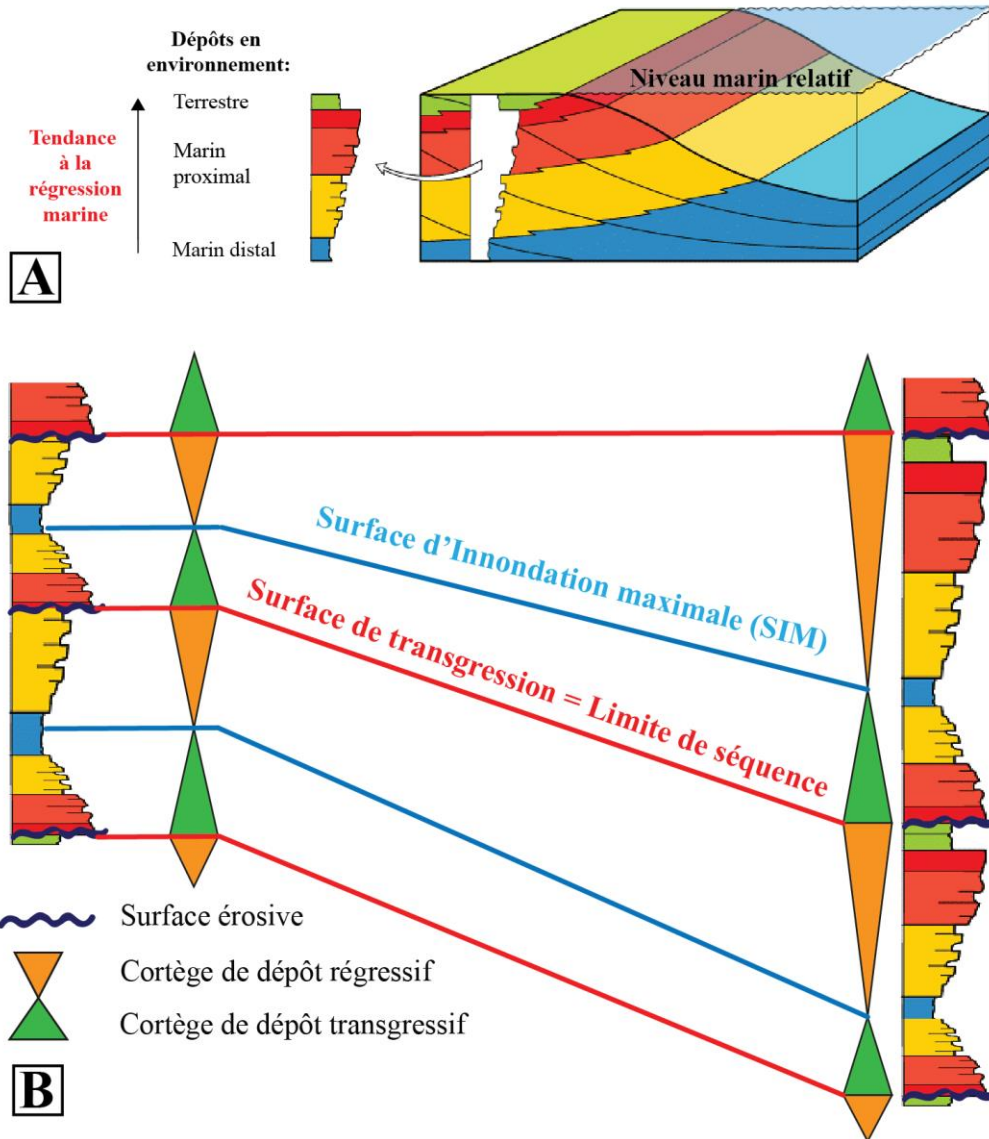 Dépôts en
environnement:
Terrestre
Tendance
à la
régression
marine
Marin
proximal
Marin distal
Niveau marin relatif
A
Surface d'Innondation maximale (SIM)
Surface de transgression = Limite de séquence
Surface érosive
Cortège de dépôt régressif
Cortège de dépôt transgressif
B